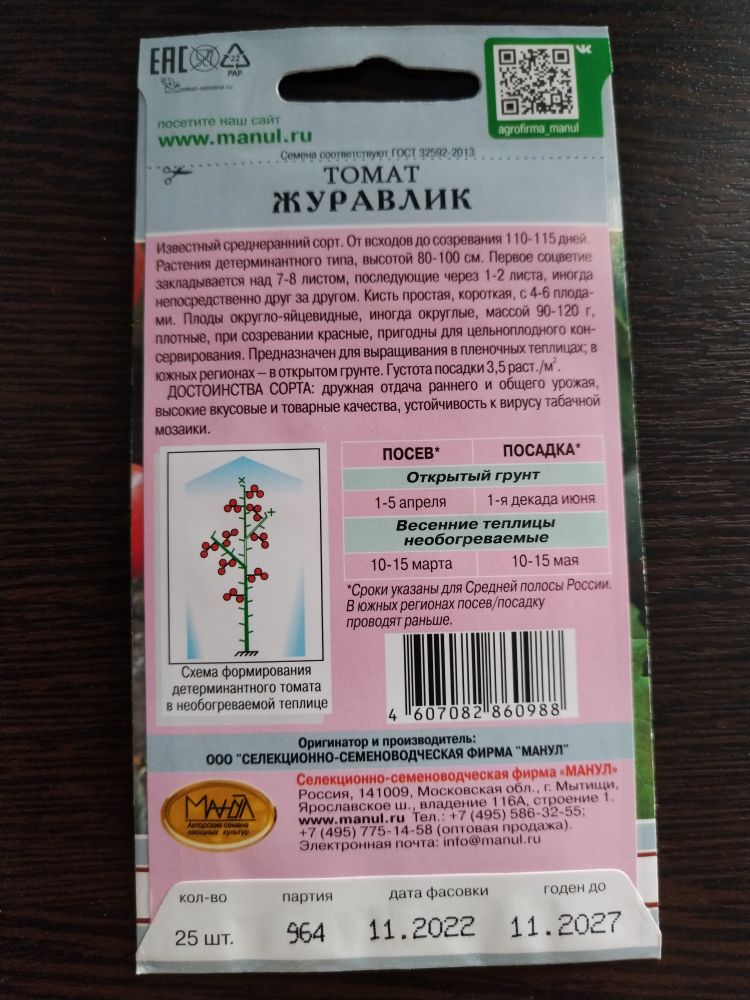 ЕАС
22
PAP
посетите наш сайт
www.manul.ru
agrofirma_manul
Семена соответствуют ГОСТ 32592-2013
ТОМАТ
ЖУРАВЛИК
Известный среднеранний сорт. От всходов до созревания 110-115 дней.
Растения детерминантного типа, высотой 80-100 см. Первое соцветие
закладывается над 7-8 листом, последующие через 1-2 листа, иногда
непосредственно друг за другом. Кисть простая, короткая, с 4-6 плода-
ми. Плоды округло-яйцевидные, иногда округлые, массой 90-120 г,
плотные, при созревании красные, пригодны для цельноплодного кон-
сервирования. Предназначен для выращивания в пленочных теплицах; в
южных регионах – в открытом грунте. Густота посадки 3,5 раст./м².
ДОСТОИНСТВА СОРТА: дружная отдача раннего и общего урожая,
высокие вкусовые и товарные качества, устойчивость к вирусу табачной
мозаики.
ПОСЕВ* ПОСАДКА*
Открытый грунт
1-5 апреля 1-я декада июня
Весенние теплицы
необогреваемые
10-15 марта 10-15 мая
*Сроки указаны для Средней полосы России.
В южных регионах посев/посадку
проводят раньше.
Схема формирования
детерминантного томата
в необогреваемой теплице
4 607082 860988
Оригинатор и производитель:
ООО "СЕЛЕКЦИОННО-СЕМЕНОВОДЧЕСКАЯ ФИРМА "МАНУЛ"
МАНУЛ
Авторские семена
овощных культур
Селекционно-семеноводческая фирма «МАНУЛ»
Россия, 141009, Московская обл., г. Мытищи,
Ярославское ш., владение 116А, строение 1.
www.manul.ru Тел.: +7 (495) 586-32-55;
+7 (495) 775-14-58 (оптовая продажа).
Электронная почта: info@manul.ru
кол-во партия дата фасовки годен до
25 шт. 964 11.2022 11.2027